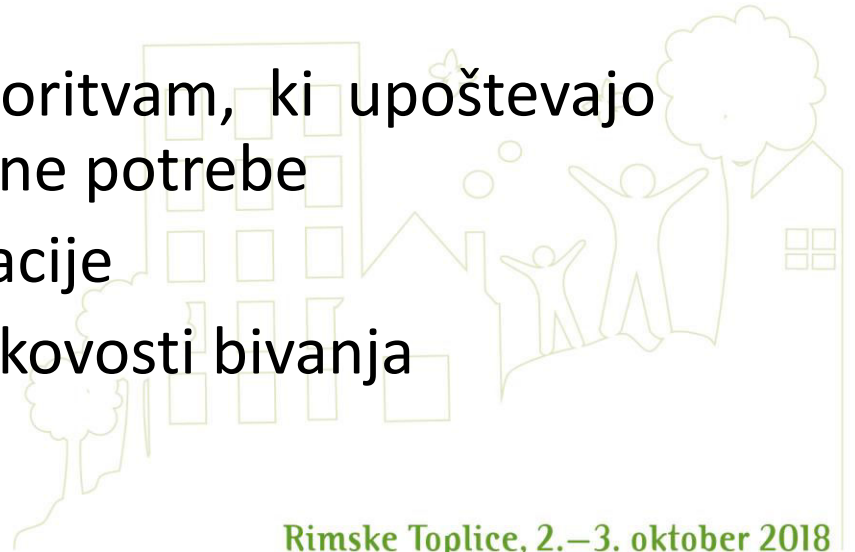 oritvam, ki upoštevajo
ne potrebe
acije
kovosti bivanja
Rimske Toplice, 2.–3. oktober 2018